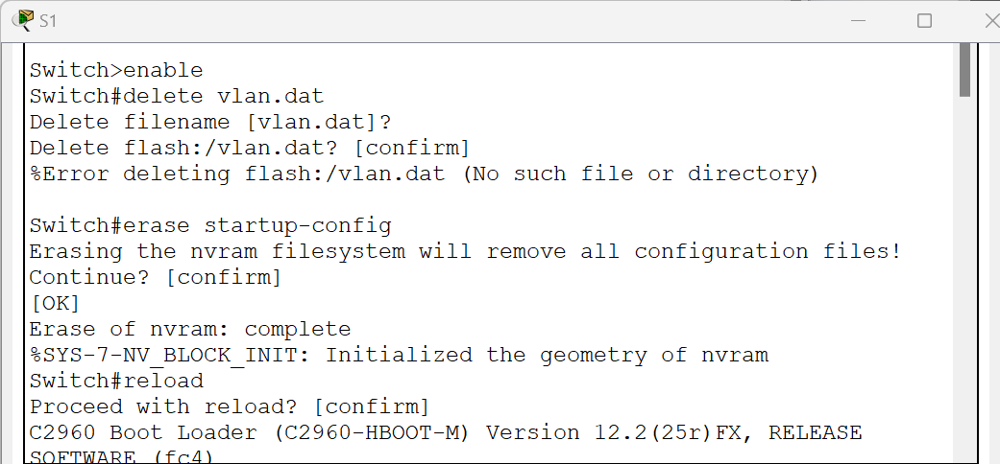 S1
Switch>enable
Switch#delete vlan.dat
Delete filename [vlan.dat]?
Delete flash:/vlan.dat? [confirm]
%Error deleting flash:/vlan.dat (No such file or directory)
Switch#erase startup-config
Erasing the nvram filesystem will remove all configuration files!
Continue? [confirm]
[OK]
Erase of nvram: complete
%SYS-7-NV_BLOCK_INIT: Initialized the geometry of nvram
Switch#reload
Proceed with reload? [confirm]
C2960 Boot Loader (C2960-HBOOT-M) Version 12.2(25r)FX, RELEASE
SOFTWARE (fc4)